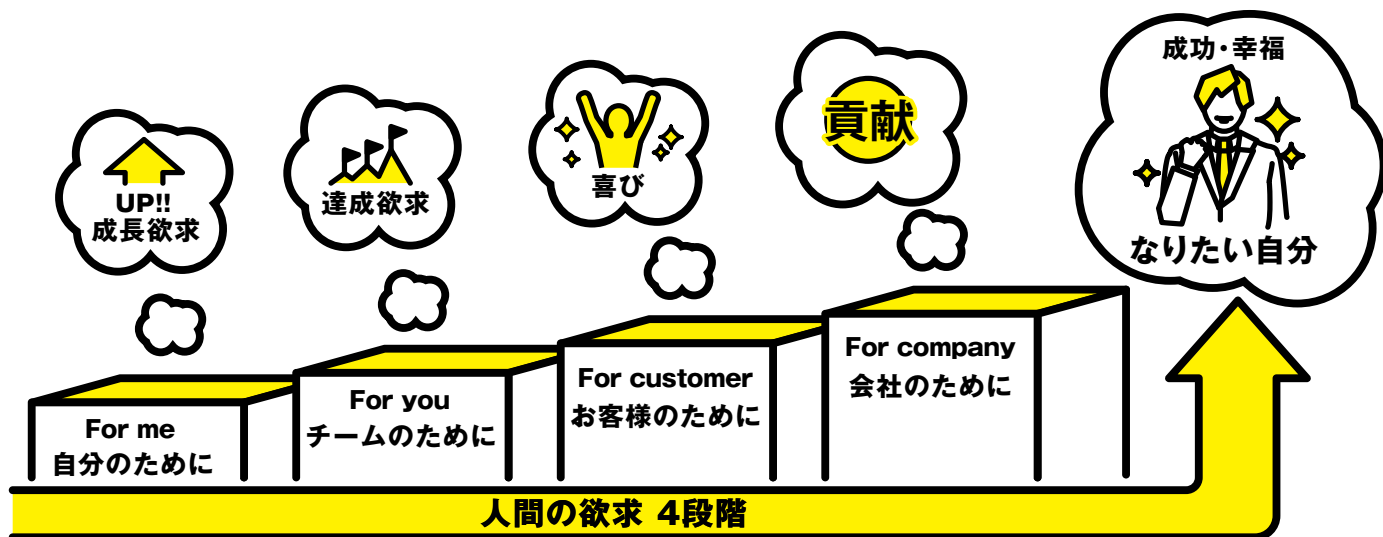 UP!!
成長欲求
達成欲求
喜び
貢献
成功・幸福
なりたい自分
For me
自分のために
For you
チームのために
For customer
お客様のために
For company
会社のために
人間の欲求 4段階